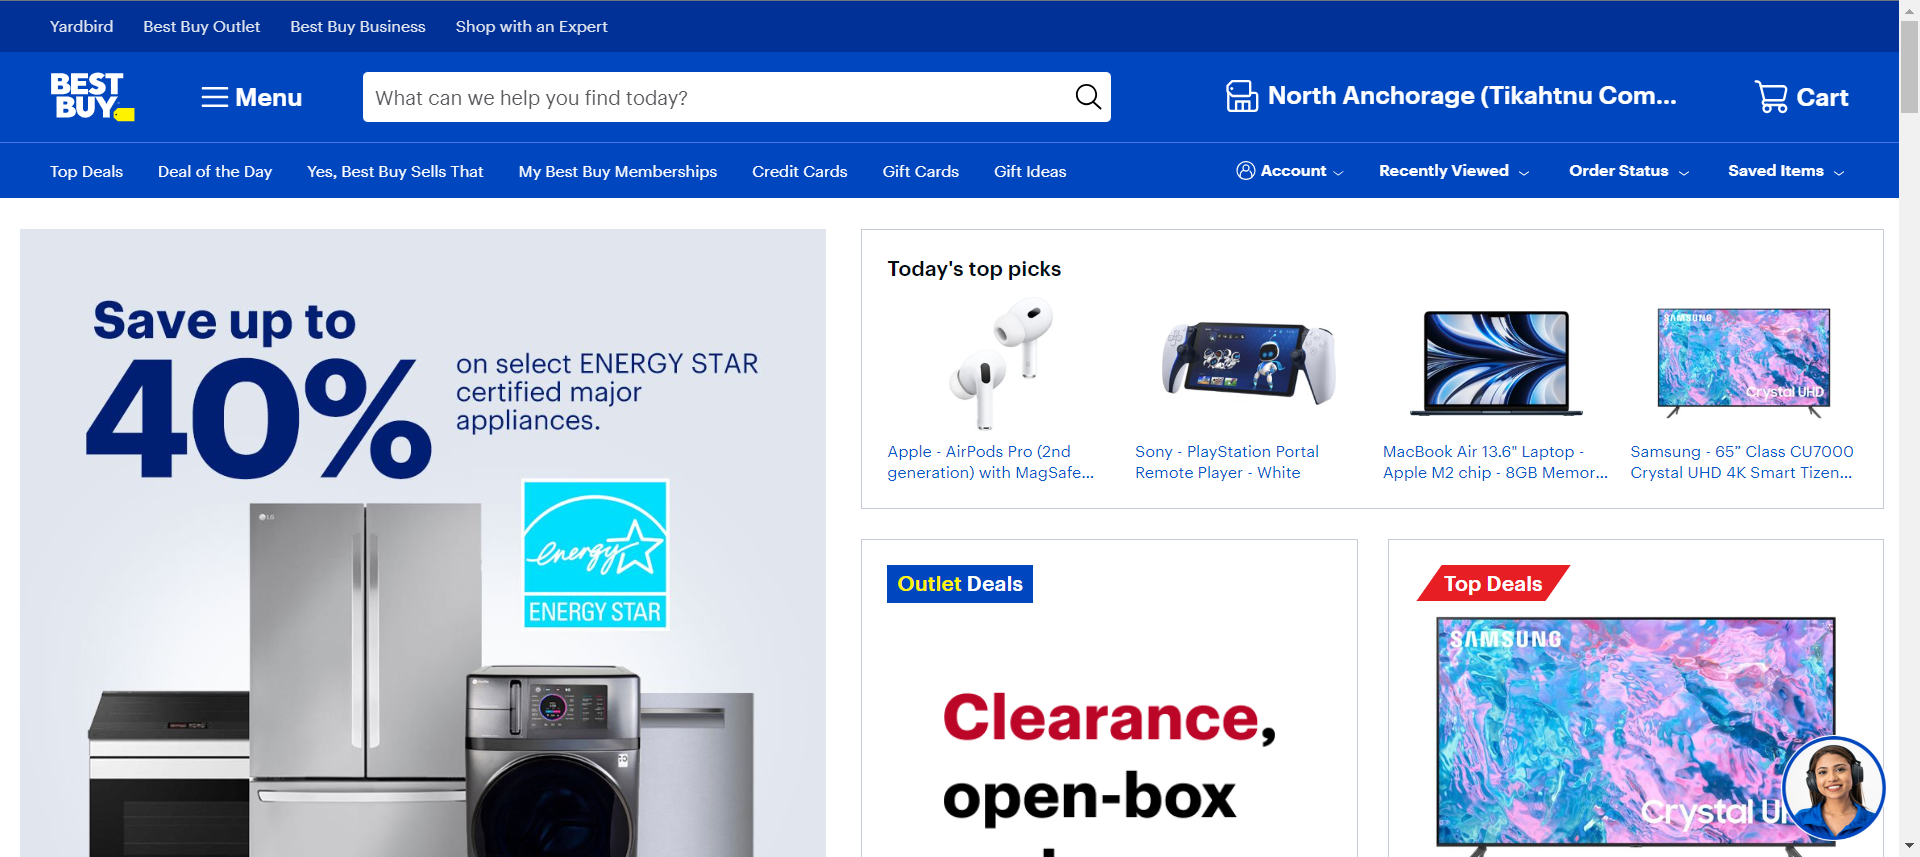 Yardbird
Best Buy Outlet
Best Buy Business
Shop with an Expert
BEST
BUY
Menu
What can we help you find today?
North Anchorage (Tikahtnu Com...
Cart
Top Deals
Deal of the Day
Yes, Best Buy Sells That
My Best Buy Memberships
Credit Cards
Gift Cards
Gift Ideas
Account
Recently Viewed
Order Status
Saved Items
Save up to
40%
on select ENERGY STAR
certified major
appliances.
LG
energy
ENERGY STAR
Today's top picks
SAMSUNG
Crystal UHD
Apple - AirPods Pro (2nd
generation) with MagSafe...
Sony - PlayStation Portal
Remote Player - White
MacBook Air 13.6" Laptop -
Apple M2 chip - 8GB Memor...
Samsung - 65” Class CU7000
Crystal UHD 4K Smart Tizen...
Outlet Deals
Clearance,
open-box
Top Deals
SAMSUNG
Crystal U